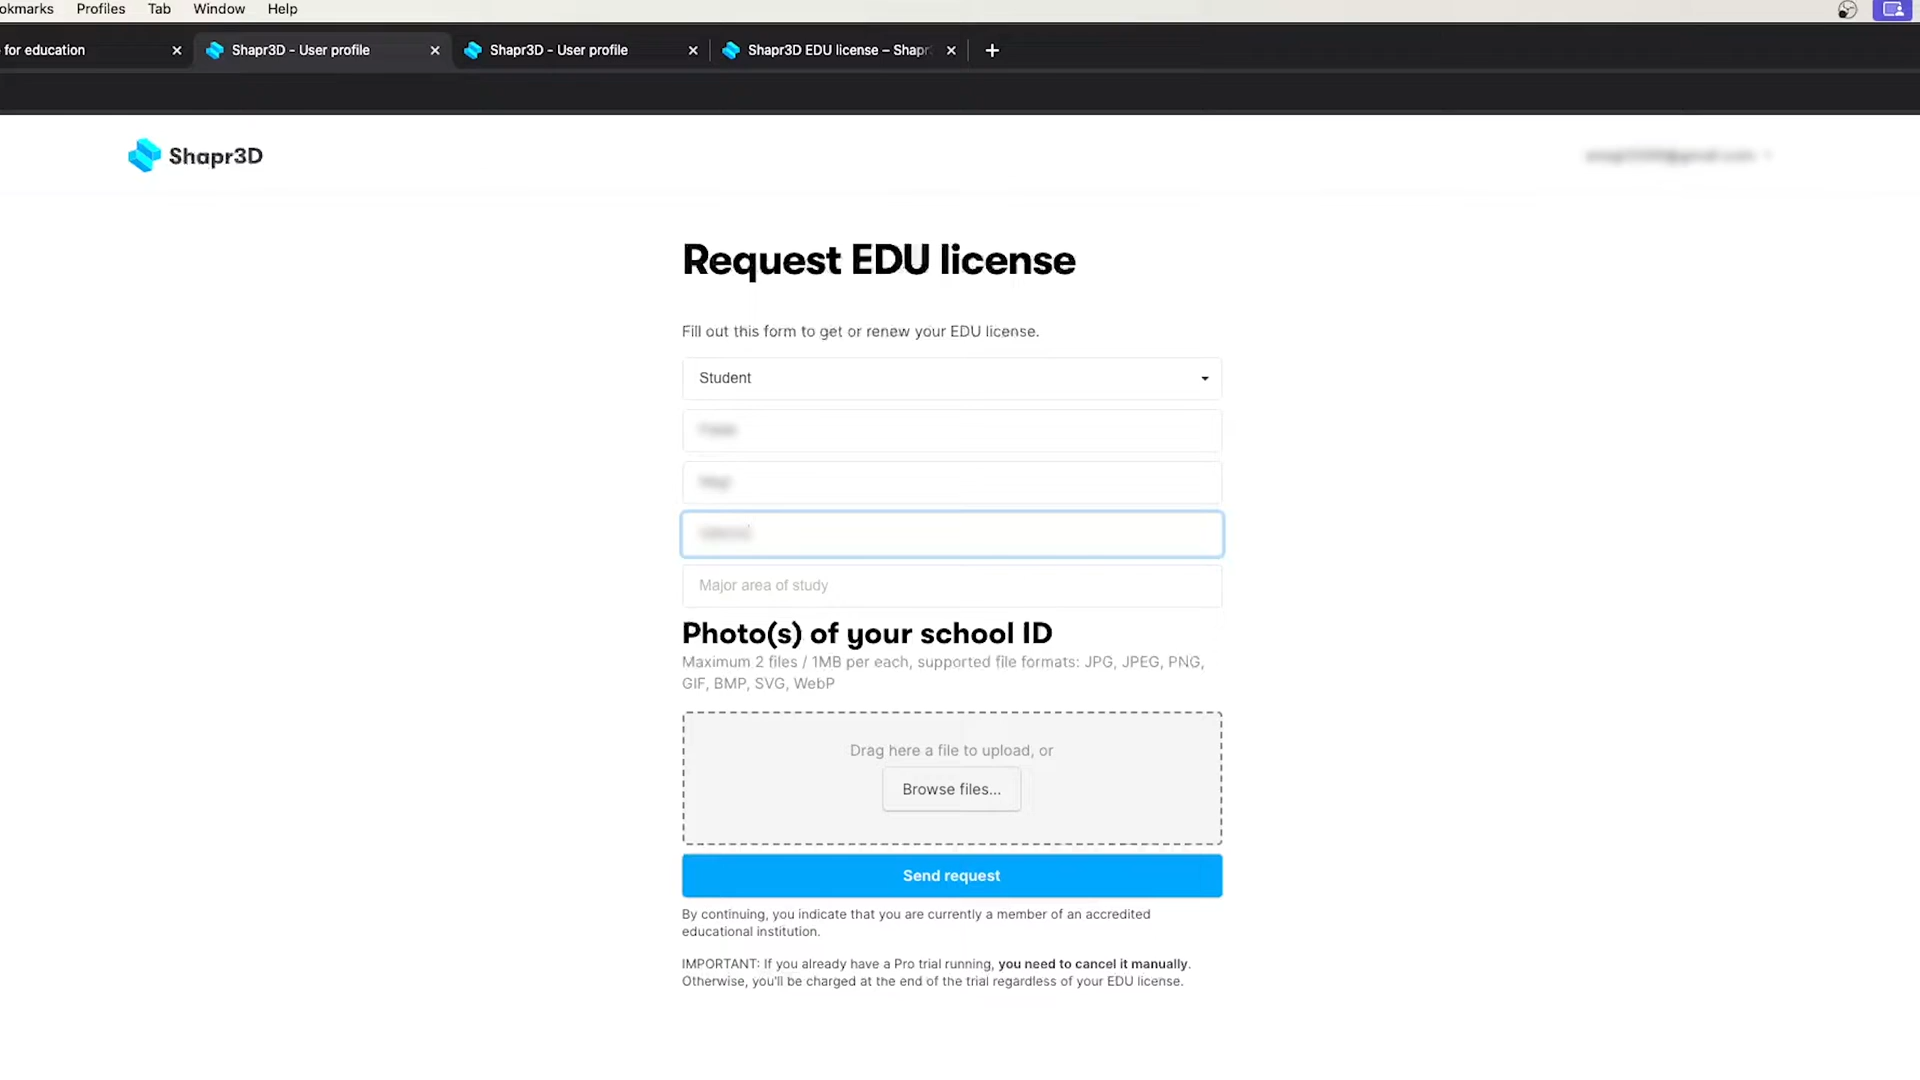 okmarks Profiles Tab Window Help
for education
Shapr3D - User profile
Shapr3D - User profile
Shapr3D EDU license – Shapr
Shapr3D
Request EDU license
Fill out this form to get or renew your EDU license.
Student
Major area of study
Photo(s) of your school ID
Maximum 2 files / 1MB per each, supported file formats: JPG, JPEG, PNG,
GIF, BMP, SVG, WebP
Drag here a file to upload, or
Browse files...
Send request
By continuing, you indicate that you are currently a member of an accredited
educational institution.
IMPORTANT: If you already have a Pro trial running, you need to cancel it manually.
Otherwise, you'll be charged at the end of the trial regardless of your EDU license.